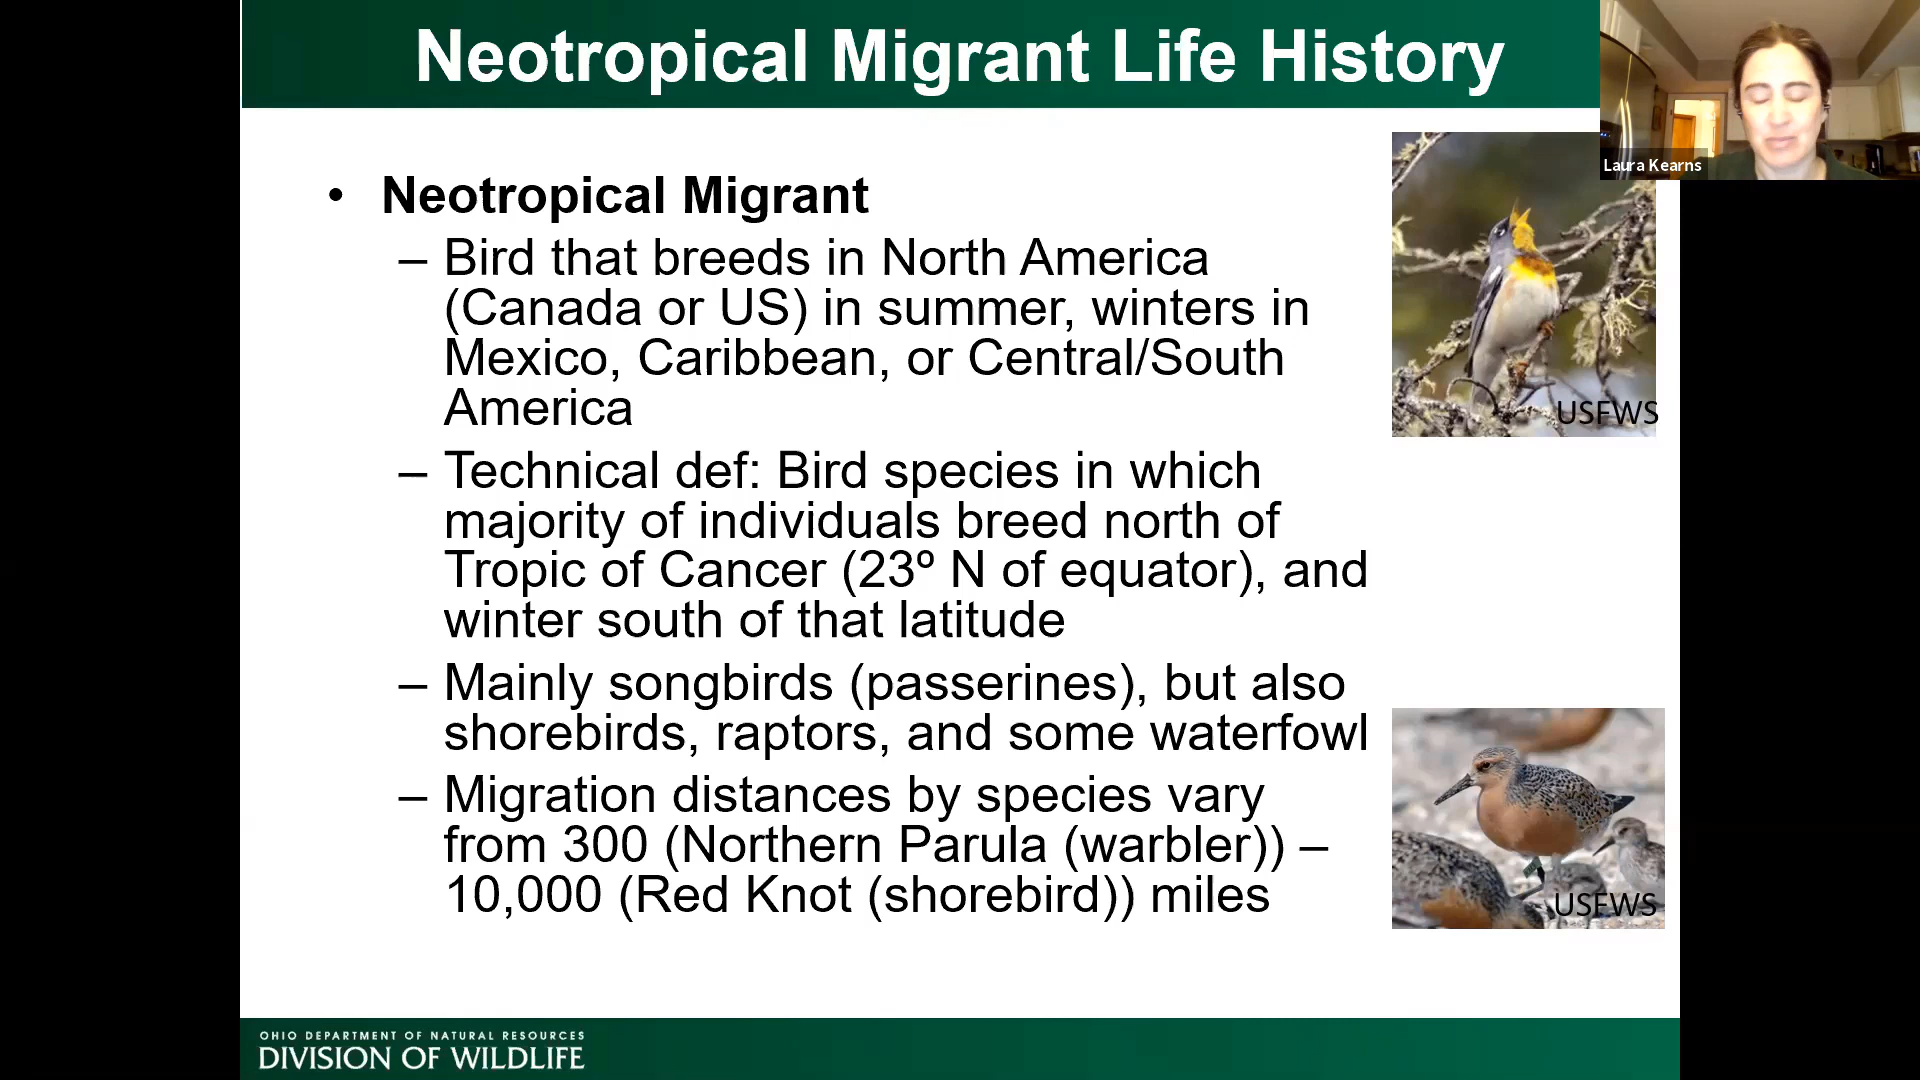 Neotropical Migrant Life History
Laura Kearns
• Neotropical Migrant
– Bird that breeds in North America
(Canada or US) in summer, winters in
Mexico, Caribbean, or Central/South
America
USFWS
– Technical def: Bird species in which
majority of individuals breed north of
Tropic of Cancer (23º N of equator), and
winter south of that latitude
– Mainly songbirds (passerines), but also
shorebirds, raptors, and some waterfowl
– Migration distances by species vary
from 300 (Northern Parula (warbler)) –
10,000 (Red Knot (shorebird)) miles
USFWS
OHIO DEPARTMENT OF NATURAL RESOURCES
DIVISION OF WILDLIFE